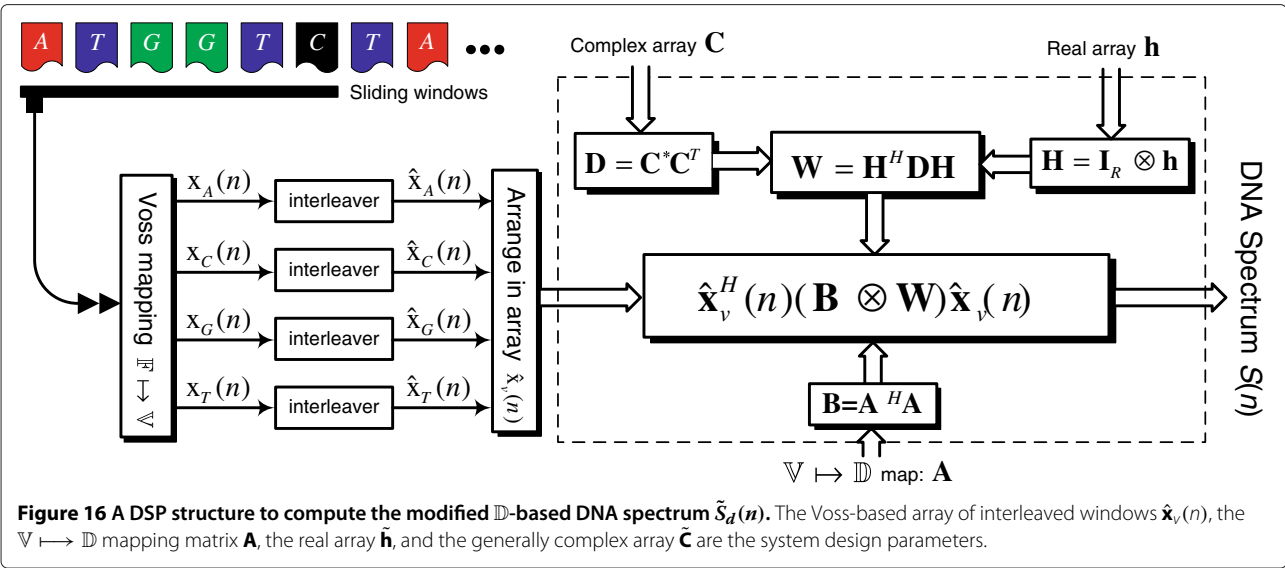 A T G G T C T A •••
Sliding windows
Complex array C
Real array h
D = C*Cᵀ
W = HᴴDH
H = I_R ⊗ h
Voss mapping 𝔽 ↦ 𝕍
x_A(n) interleaver x̂_A(n)
x_C(n) interleaver x̂_C(n)
x_G(n) interleaver x̂_G(n)
x_T(n) interleaver x̂_T(n)
Arrange in array x̂_v(n)
x̂_v^H(n)(B ⊗ W)x̂_v(n)
B=A ᴴA
𝕍 ↦ 𝔻 map: A
DNA Spectrum S(n)
Figure 16 A DSP structure to compute the modified 𝔻-based DNA spectrum S̃_d(n). The Voss-based array of interleaved windows x̂_v(n), the
𝕍 ⟼ 𝔻 mapping matrix A, the real array h̃, and the generally complex array C̃ are the system design parameters.